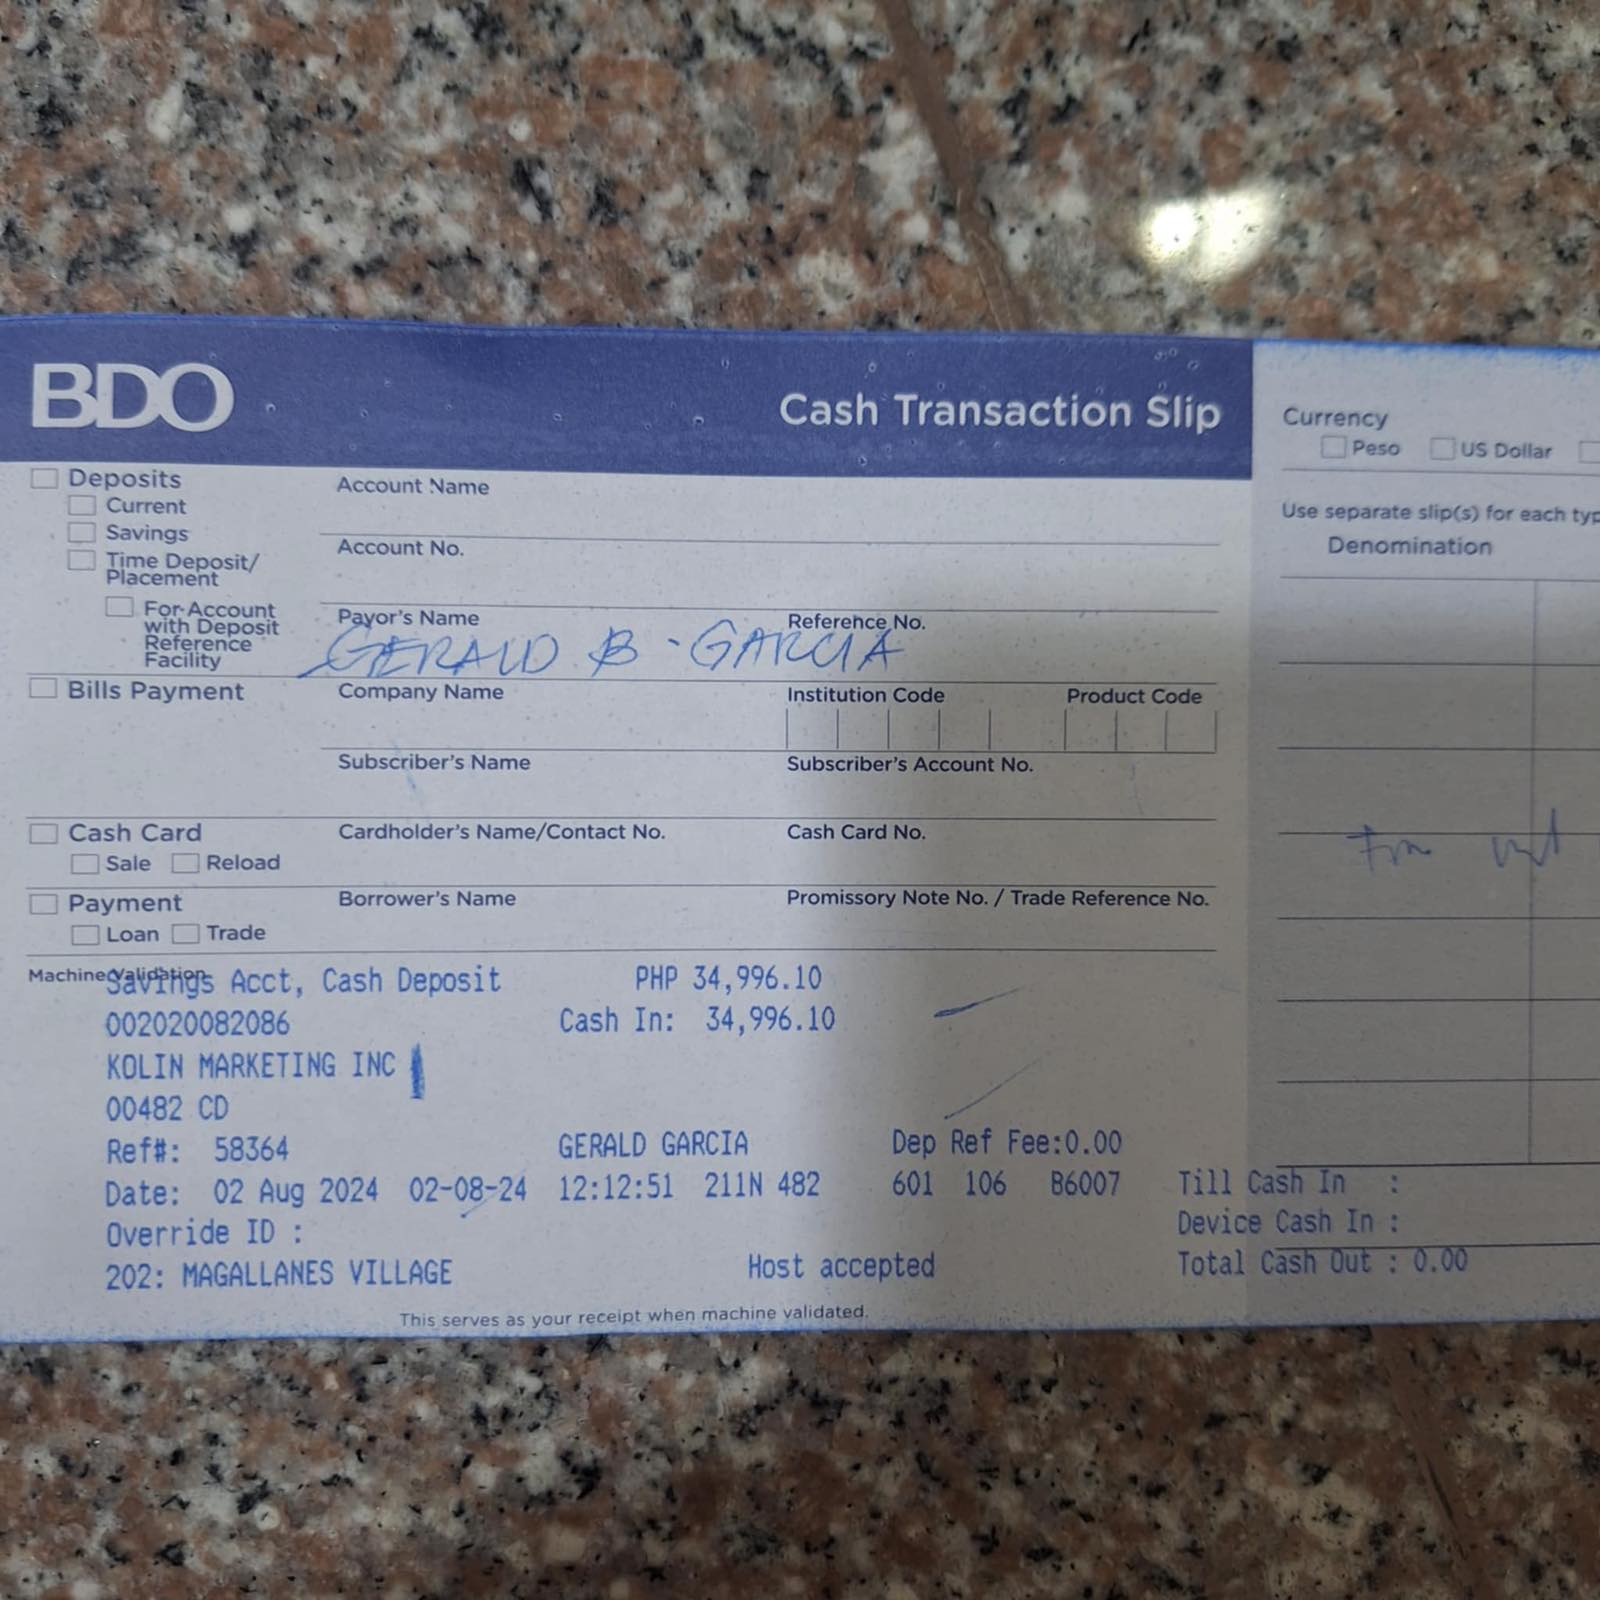 BDO
Cash Transaction Slip
Deposits
Current
Savings
Time Deposit/
Placement
For Account
with Deposit
Reference
Facility
Account Name
Account No.
Payor's Name
Reference No.
GERALD B. GARCIA
Bills Payment
Company Name
Institution Code
Product Code
Subscriber's Name
Subscriber's Account No.
Cash Card
Sale Reload
Cardholder's Name/Contact No.
Cash Card No.
Payment
Loan Trade
Borrower's Name
Promissory Note No. / Trade Reference No.
Currency
Peso US Dollar
Use separate slip(s) for each typ
Denomination
Machine Validation
Savings Acct, Cash Deposit PHP 34,996.10
002020082086 Cash In: 34,996.10
KOLIN MARKETING INC
00482 CD
Ref#: 58364 GERALD GARCIA Dep Ref Fee:0.00
Date: 02 Aug 2024 02-08-24 12:12:51 211N 482 601 106 B6007 Till Cash In :
Override ID : Device Cash In :
202: MAGALLANES VILLAGE Host accepted Total Cash Out : 0.00
This serves as your receipt when machine validated.